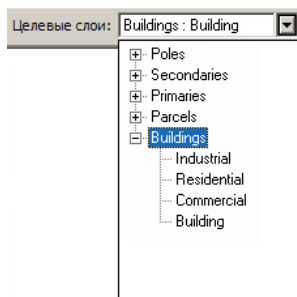 Целевые слои: Buildings : Building
Poles
Secondaries
Primaries
Parcels
Buildings
Industrial
Residential
Commercial
Building